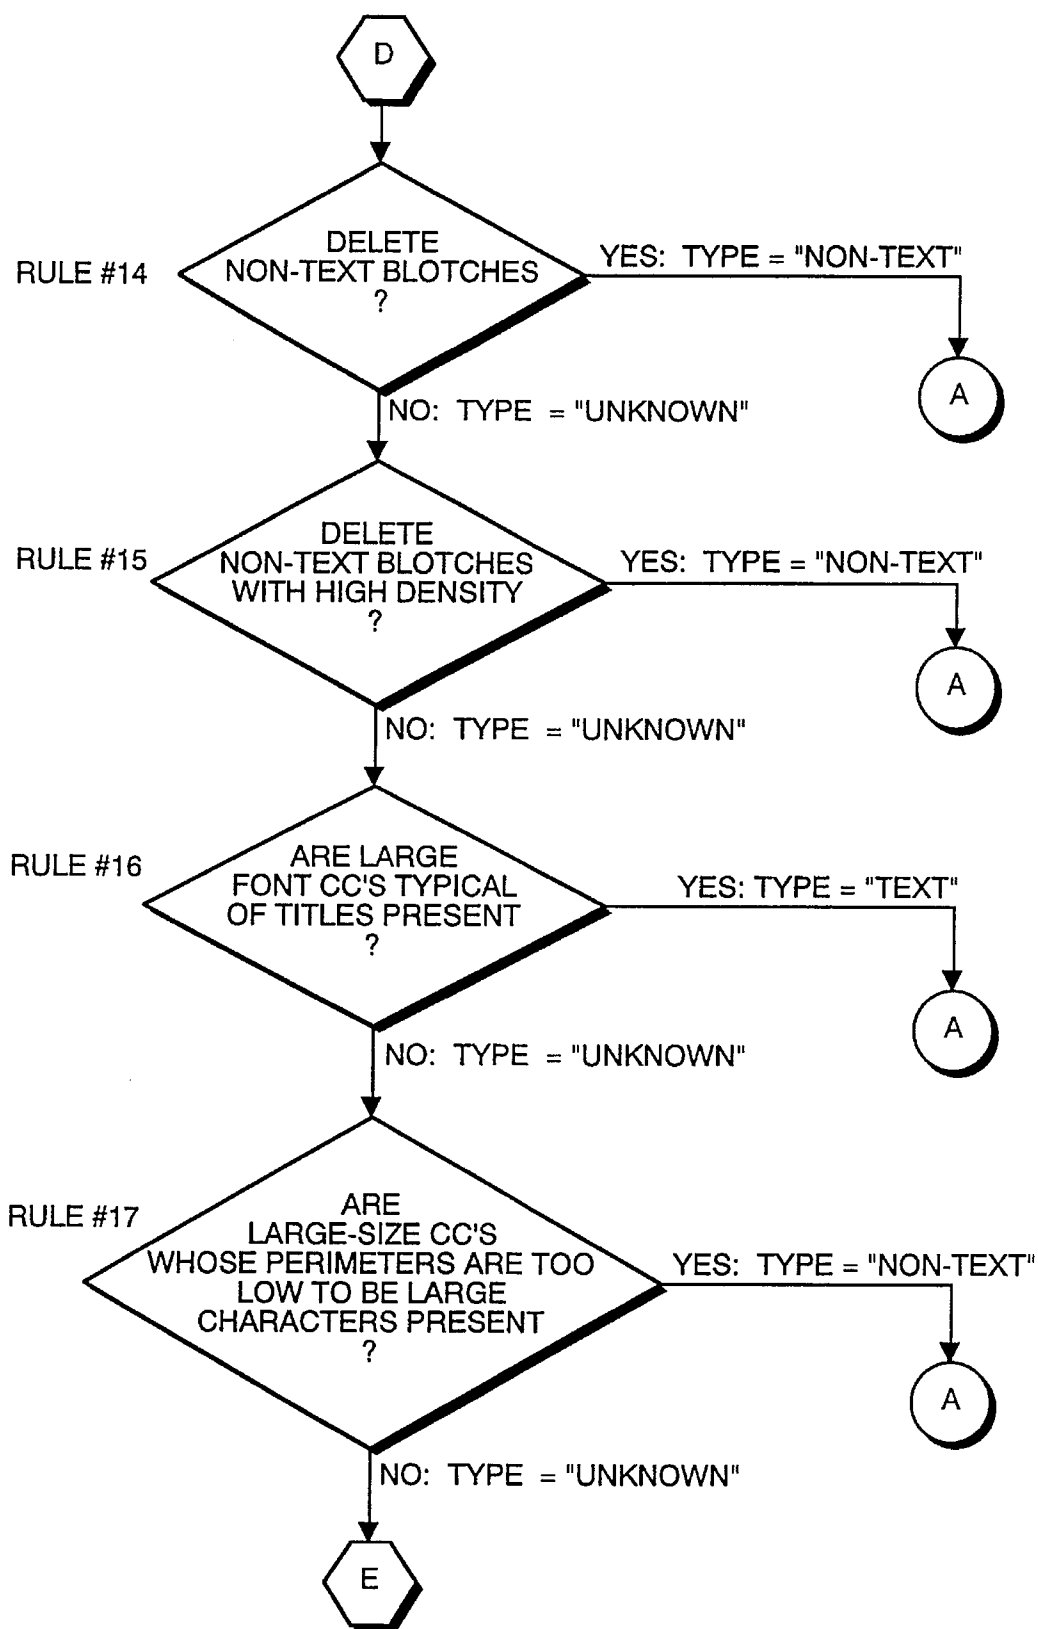 D
DELETE
NON-TEXT BLOTCHES
?
RULE #14
YES: TYPE = "NON-TEXT"
A
NO: TYPE = "UNKNOWN"
DELETE
NON-TEXT BLOTCHES
WITH HIGH DENSITY
?
RULE #15
YES: TYPE = "NON-TEXT"
A
NO: TYPE = "UNKNOWN"
ARE LARGE
FONT CC'S TYPICAL
OF TITLES PRESENT
?
RULE #16
YES: TYPE = "TEXT"
A
NO: TYPE = "UNKNOWN"
ARE
LARGE-SIZE CC'S
WHOSE PERIMETERS ARE TOO
LOW TO BE LARGE
CHARACTERS PRESENT
?
RULE #17
YES: TYPE = "NON-TEXT"
A
NO: TYPE = "UNKNOWN"
E